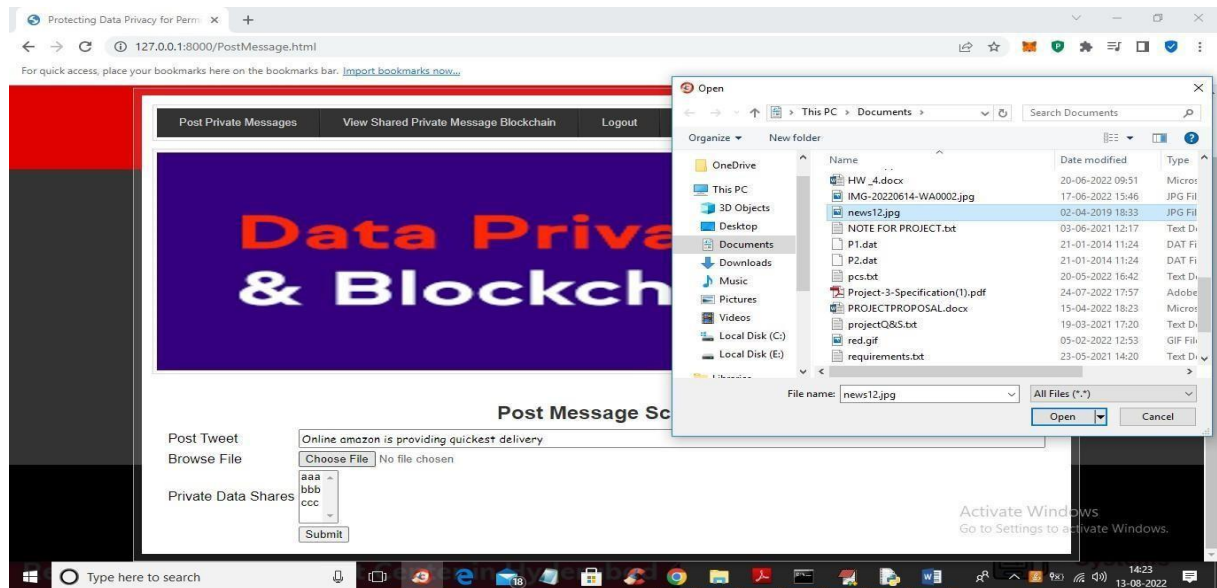 Protecting Data Privacy for Perm
127.0.0.1:8000/PostMessage.html
For quick access, place your bookmarks here on the bookmarks bar. Import bookmarks now...
Post Private Messages View Shared Private Message Blockchain Logout
Data Priva
& Blockch
Post Message Sc
Post Tweet Online amazon is providing quickest delivery
Browse File Choose File No file chosen
Private Data Shares
aaa
bbb
ccc
Submit
Open
This PC > Documents >
Search Documents
Organize New folder
OneDrive
This PC
3D Objects
Desktop
Documents
Downloads
Music
Pictures
Videos
Local Disk (C:)
Local Disk (E:)
Name Date modified Type
HW _4.docx 20-06-2022 09:51 Micros
IMG-20220614-WA0002.jpg 17-06-2022 15:46 JPG Fil
news12.jpg 02-04-2019 18:33 JPG Fil
NOTE FOR PROJECT.txt 03-06-2021 12:17 Text D
P1.dat 21-01-2014 11:24 DAT Fi
P2.dat 21-01-2014 11:24 DAT Fi
pcs.txt 20-05-2022 16:42 Text D
Project-3-Specification(1).pdf 24-07-2022 17:57 Adobe
PROJECTPROPOSAL.docx 15-04-2022 18:23 Micros
projectQ&S.txt 19-03-2021 17:20 Text D
red.gif 05-02-2022 12:53 GIF Fil
requirements.txt 23-05-2021 14:20 Text D
File name: news12.jpg All Files (*.*)
Open Cancel
Activate Windows
Go to Settings to activate Windows.
Type here to search
18
14:23
13-08-2022